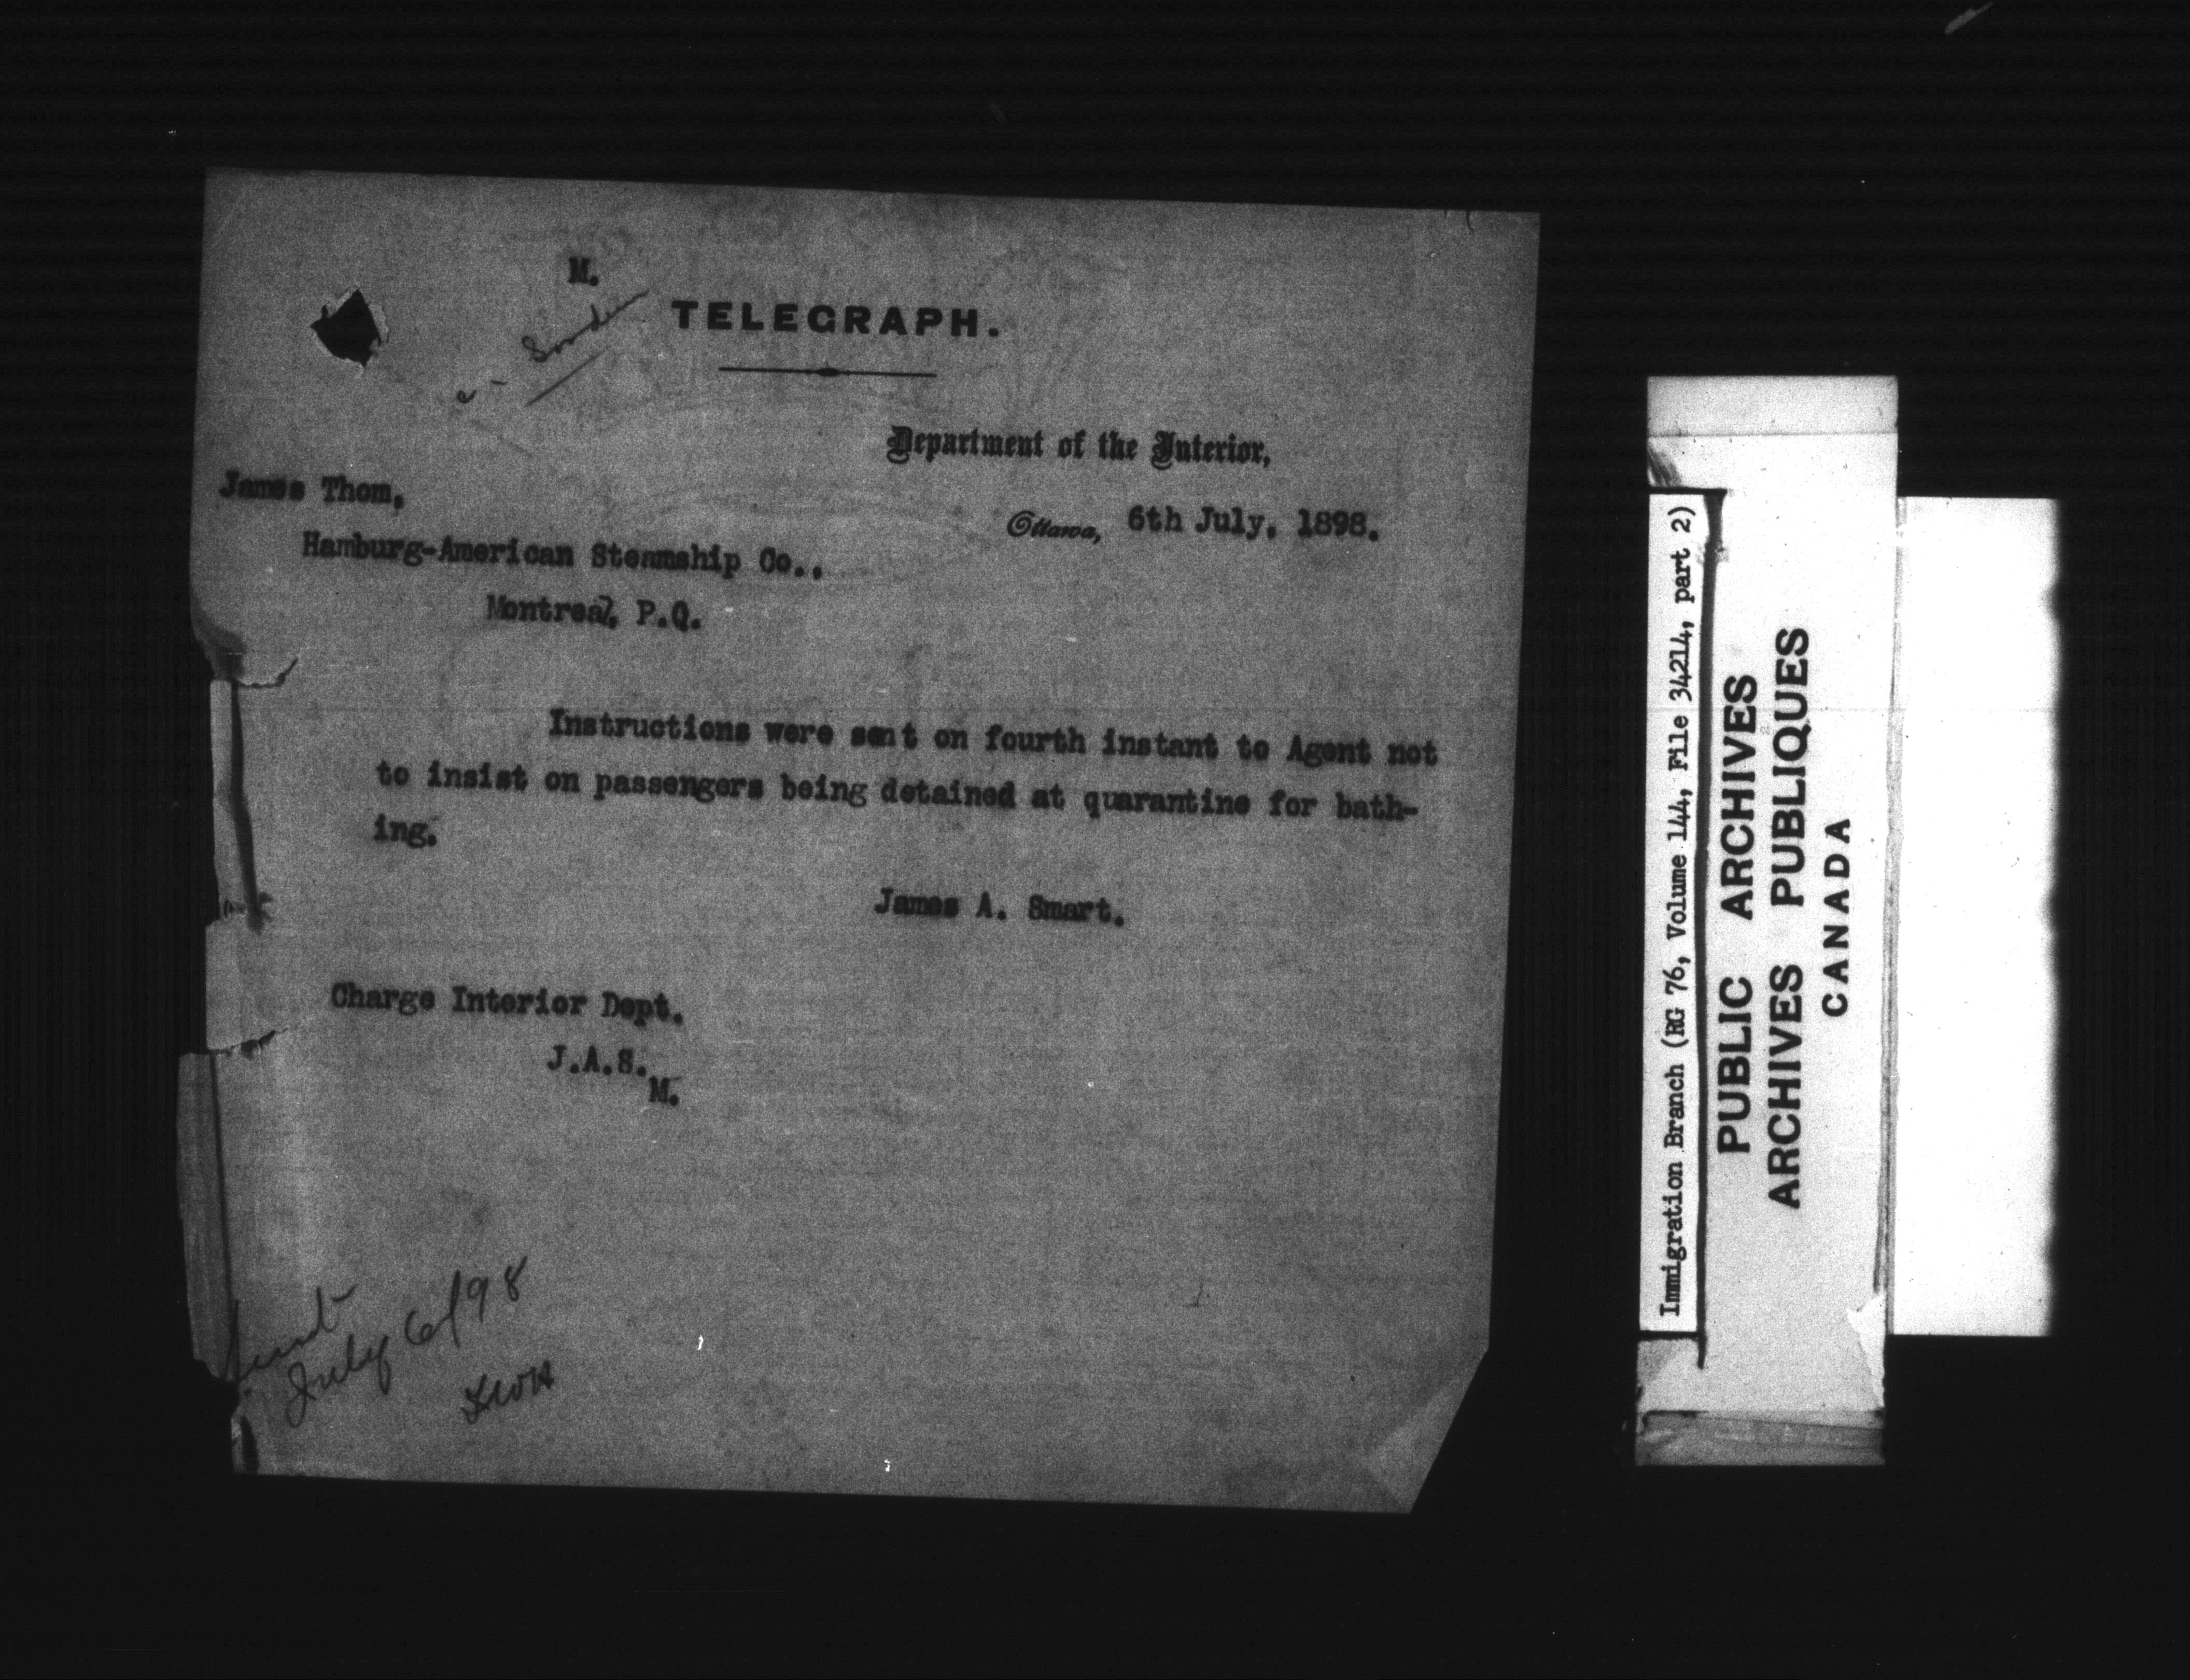 M.
TELEGRAPH.
Department of the Interior,
Ottawa, 6th July, 1898.
James Thom,
Hamburg-American Steamship Co.,
Montreal, P.Q.
Instructions were sent on fourth instant to Agent not
to insist on passengers being detained at quarantine for bath-
ing.
James A. Smart.
Charge Interior Dept.
J.A.S.
M.
sent
July 6/98
Immigration Branch (RG 76, Volume 144, File 34214, part 2)
PUBLIC ARCHIVES
ARCHIVES PUBLIQUES
CANADA